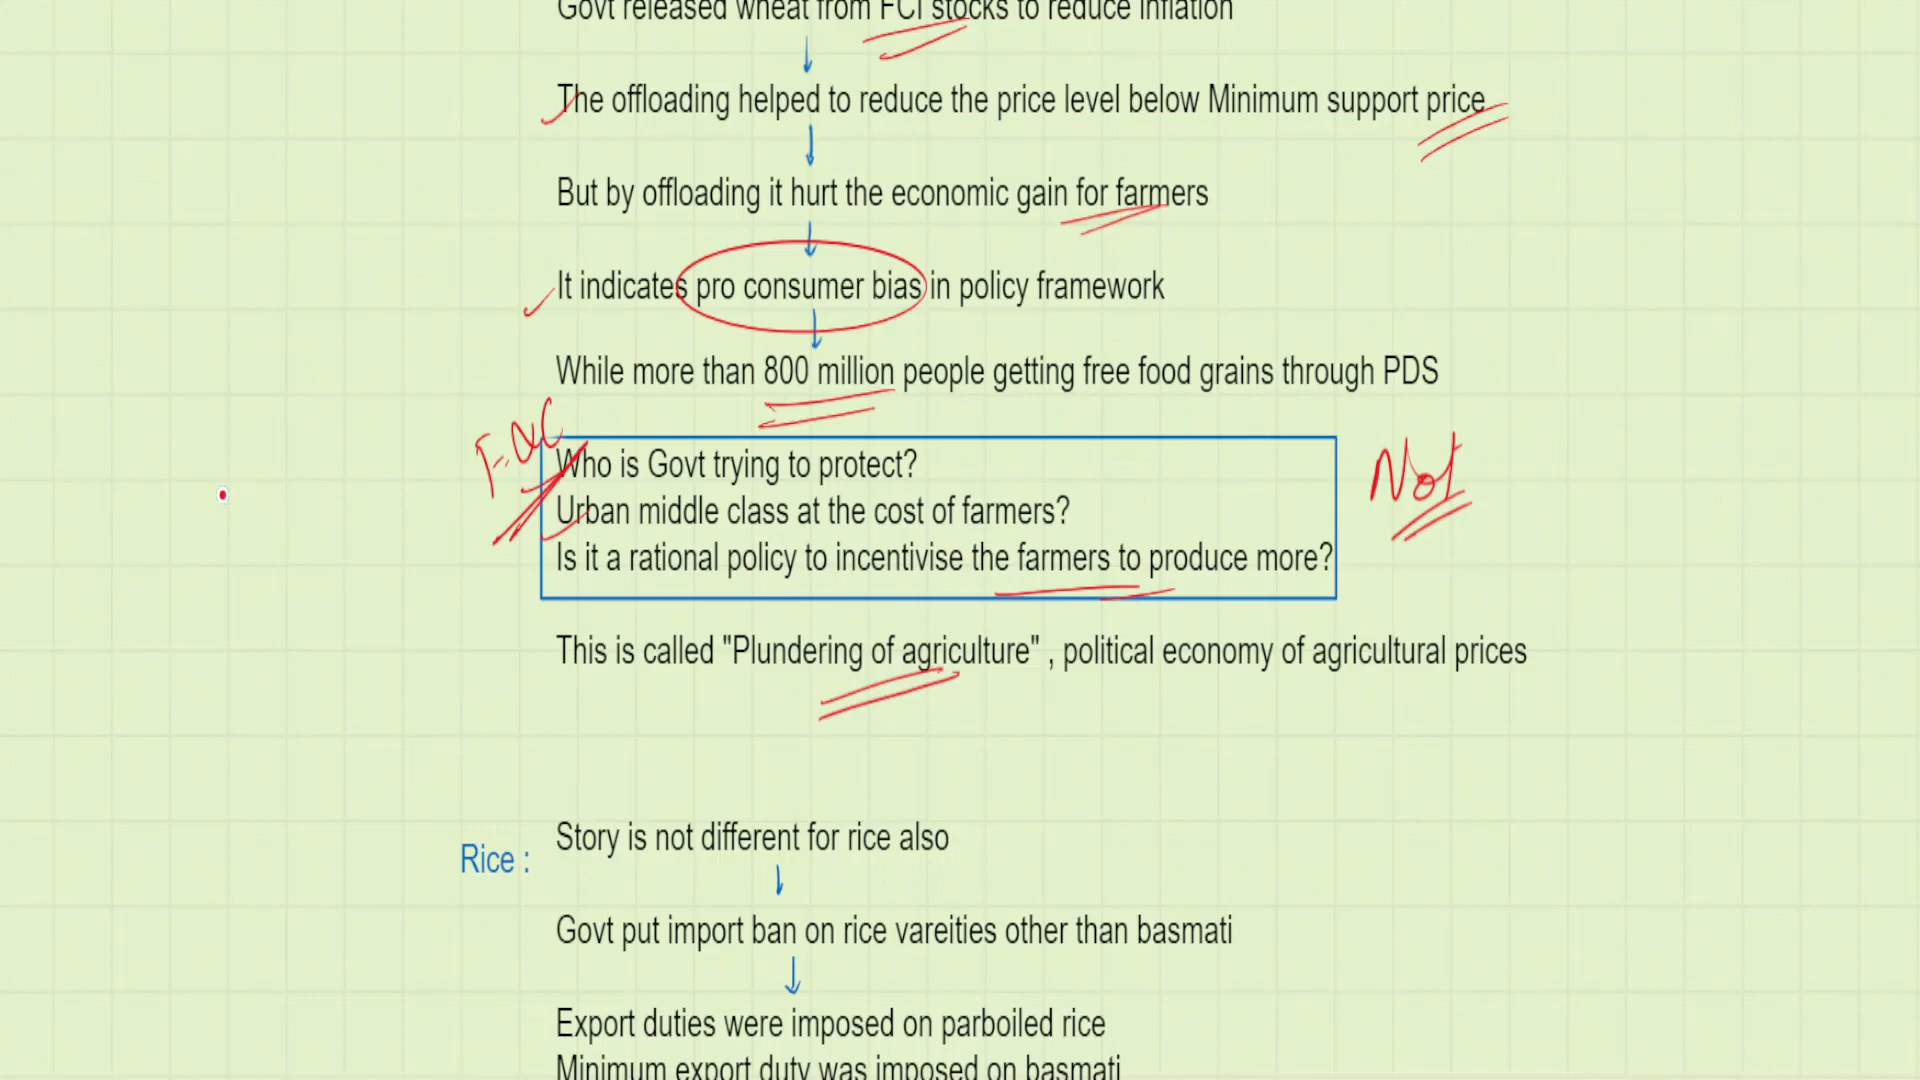 Govt released wheat from FCI stocks to reduce inflation
The offloading helped to reduce the price level below Minimum support price
But by offloading it hurt the economic gain for farmers
It indicates pro consumer bias in policy framework
While more than 800 million people getting free food grains through PDS
Who is Govt trying to protect?
Urban middle class at the cost of farmers?
Is it a rational policy to incentivise the farmers to produce more?
Not
This is called "Plundering of agriculture" , political economy of agricultural prices
Rice :
Story is not different for rice also
Govt put import ban on rice vareities other than basmati
Export duties were imposed on parboiled rice
Minimum export duty was imposed on basmati